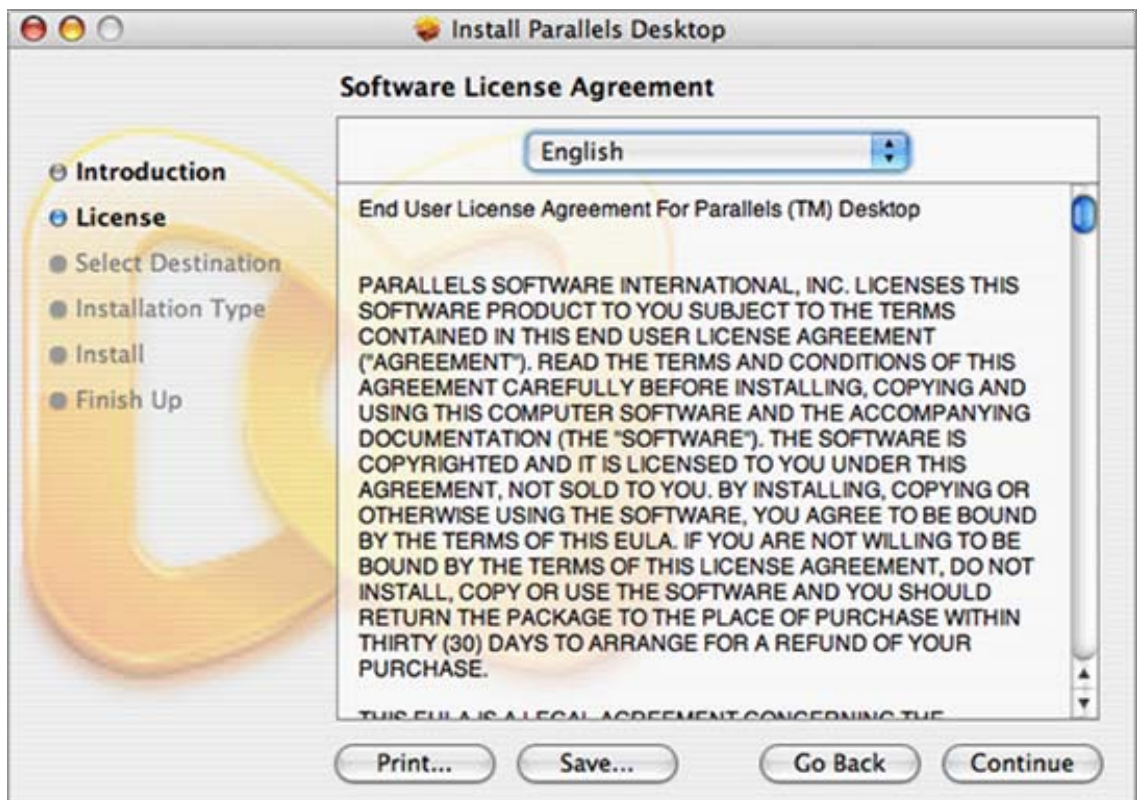 Install Parallels Desktop
Software License Agreement
Introduction
License
Select Destination
Installation Type
Install
Finish Up
English
End User License Agreement For Parallels (TM) Desktop
PARALLELS SOFTWARE INTERNATIONAL, INC. LICENSES THIS
SOFTWARE PRODUCT TO YOU SUBJECT TO THE TERMS
CONTAINED IN THIS END USER LICENSE AGREEMENT
("AGREEMENT"). READ THE TERMS AND CONDITIONS OF THIS
AGREEMENT CAREFULLY BEFORE INSTALLING, COPYING AND
USING THIS COMPUTER SOFTWARE AND THE ACCOMPANYING
DOCUMENTATION (THE "SOFTWARE"). THE SOFTWARE IS
COPYRIGHTED AND IT IS LICENSED TO YOU UNDER THIS
AGREEMENT, NOT SOLD TO YOU. BY INSTALLING, COPYING OR
OTHERWISE USING THE SOFTWARE, YOU AGREE TO BE BOUND
BY THE TERMS OF THIS EULA. IF YOU ARE NOT WILLING TO BE
BOUND BY THE TERMS OF THIS LICENSE AGREEMENT, DO NOT
INSTALL, COPY OR USE THE SOFTWARE AND YOU SHOULD
RETURN THE PACKAGE TO THE PLACE OF PURCHASE WITHIN
THIRTY (30) DAYS TO ARRANGE FOR A REFUND OF YOUR
PURCHASE.
THIS EULA IS A LEGAL AGREEMENT CONCERNING THE
Print...
Save...
Go Back
Continue